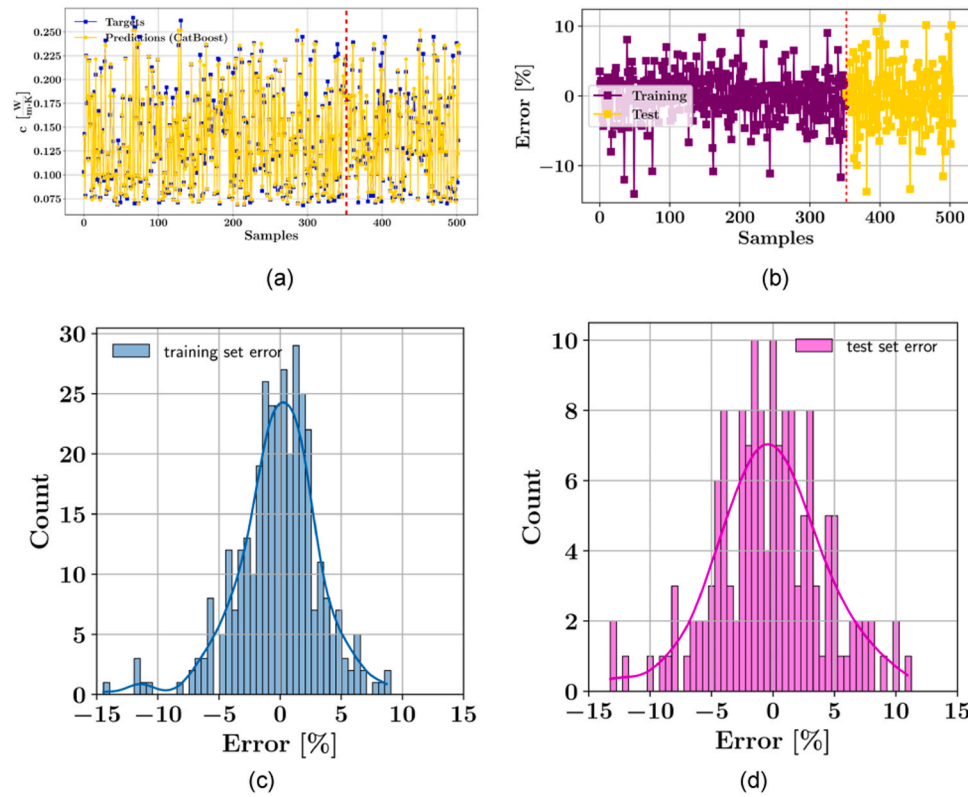 Targets
Predictions (CatBoost)
0.250
0.225
0.200
0.175
0.150
0.125
0.100
0.075
c [W/m·K]
0 100 200 300 400 500
Samples
(a)
10
0
−10
Error [%]
Training
Test
0 100 200 300 400 500
Samples
(b)
30
25
20
15
10
5
0
Count
training set error
−15 −10 −5 0 5 10 15
Error [%]
(c)
10
8
6
4
2
0
Count
test set error
−15 −10 −5 0 5 10 15
Error [%]
(d)